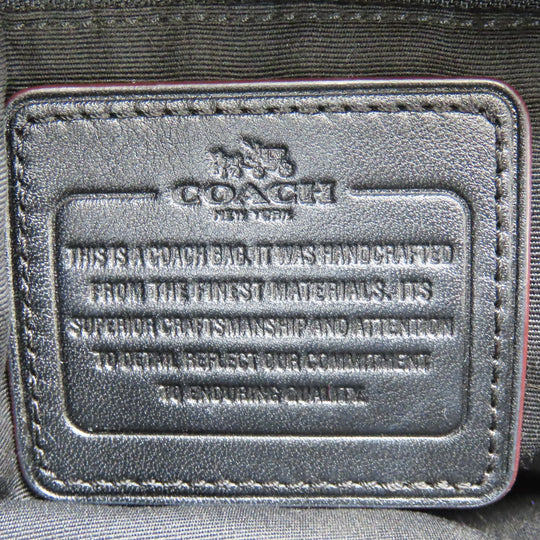 COACH
NEW YORK
THIS IS A COACH BAG. IT WAS HANDCRAFTED
FROM THE FINEST MATERIALS. ITS
SUPERIOR CRAFTSMANSHIP AND ATTENTION
TO DETAIL REFLECT OUR COMMITMENT
TO ENDURING QUALITY.